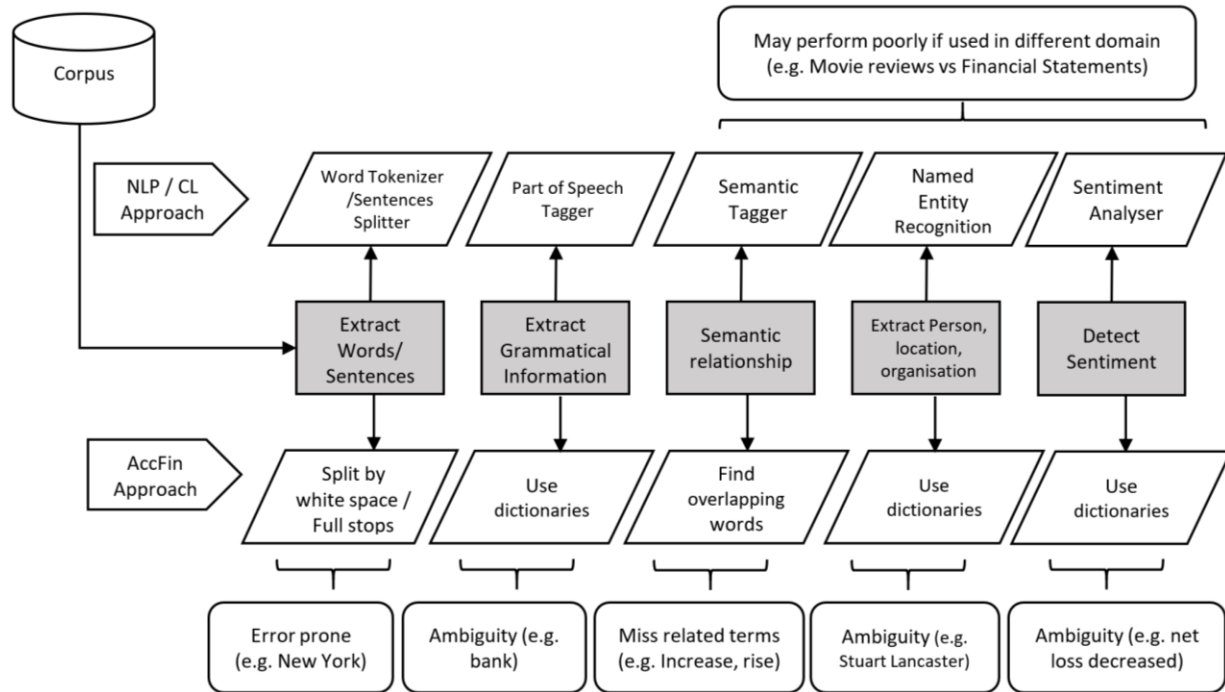 Corpus
May perform poorly if used in different domain
(e.g. Movie reviews vs Financial Statements)
NLP / CL
Approach
Word Tokenizer
/Sentences
Splitter
Part of Speech
Tagger
Semantic
Tagger
Named
Entity
Recognition
Sentiment
Analyser
Extract
Words/
Sentences
Extract
Grammatical
Information
Semantic
relationship
Extract Person,
location,
organisation
Detect
Sentiment
AccFin
Approach
Split by
white space /
Full stops
Use
dictionaries
Find
overlapping
words
Use
dictionaries
Use
dictionaries
Error prone
(e.g. New York)
Ambiguity (e.g.
bank)
Miss related terms
(e.g. Increase, rise)
Ambiguity (e.g.
Stuart Lancaster)
Ambiguity (e.g. net
loss decreased)